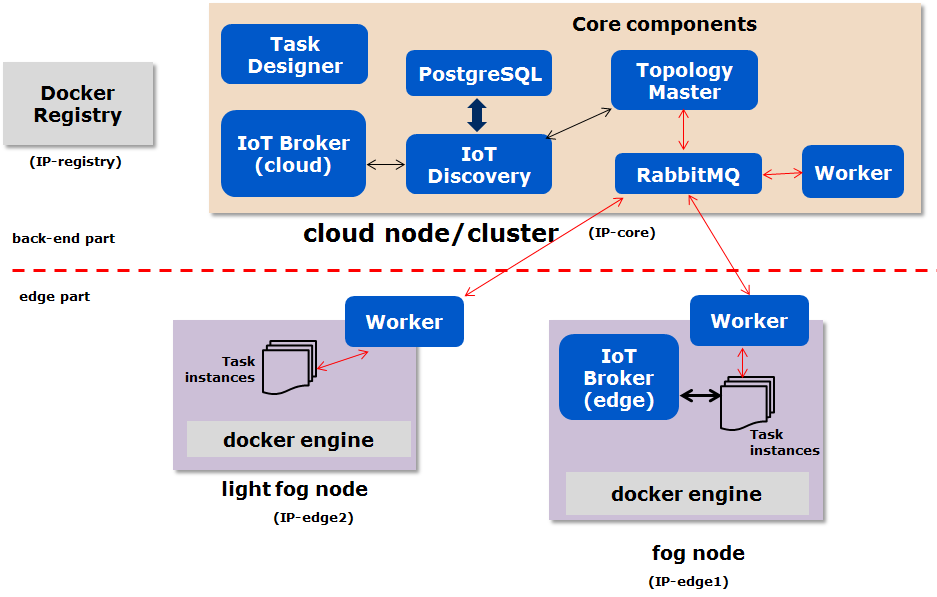 Core components
Task
Designer
PostgreSQL
Topology
Master
Docker
Registry
(IP-registry)
IoT Broker
(cloud)
IoT
Discovery
RabbitMQ
Worker
cloud node/cluster
(IP-core)
back-end part
edge part
Worker
Task
instances
docker engine
light fog node
(IP-edge2)
Worker
IoT
Broker
(edge)
Task
instances
docker engine
fog node
(IP-edge1)